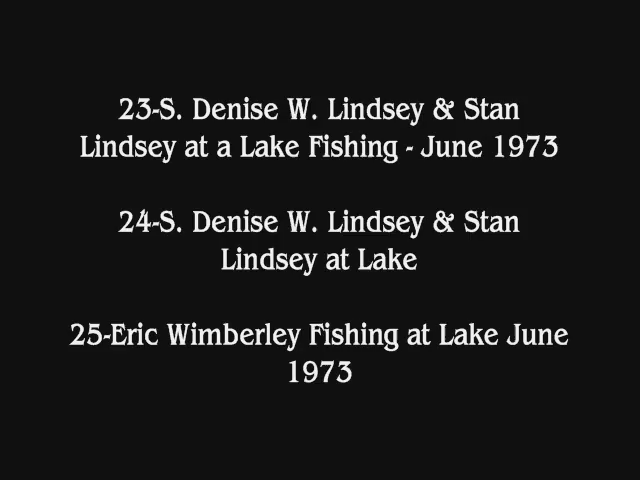 23-S. Denise W. Lindsey & Stan
Lindsey at a Lake Fishing - June 1973
24-S. Denise W. Lindsey & Stan
Lindsey at Lake
25-Eric Wimberley Fishing at Lake June
1973